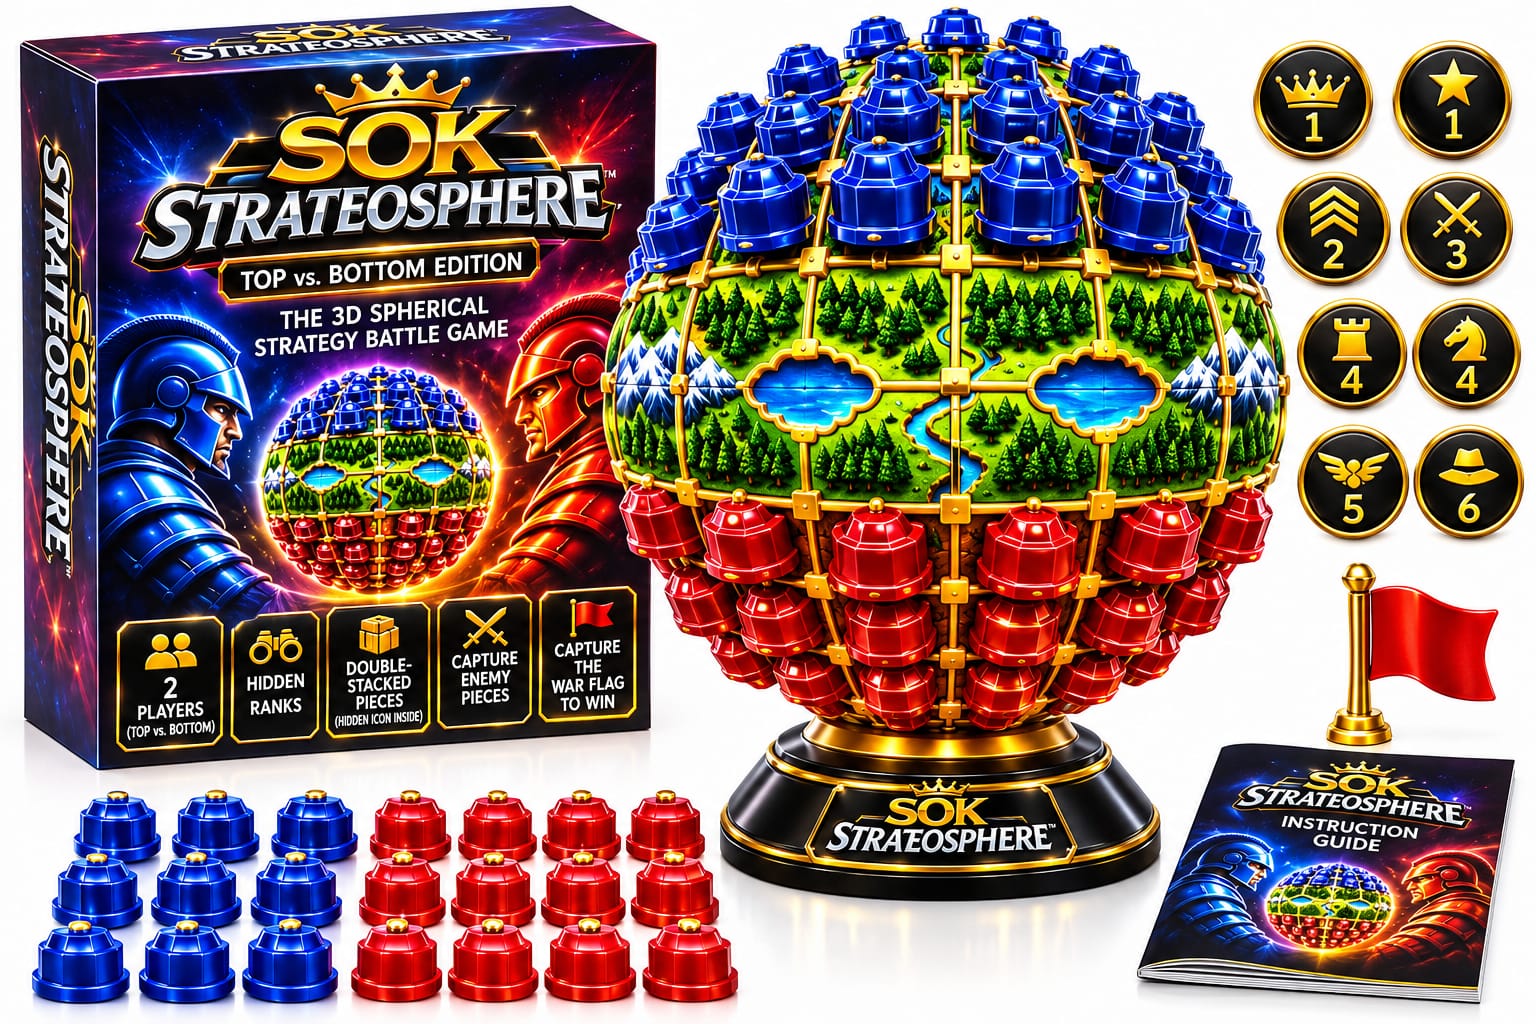 SOK
STRATEOSPHERE
SOK
STRATEOSPHERE™
SOK
STRATEOSPHERE™
TOP vs. BOTTOM EDITION
THE 3D SPHERICAL
STRATEGY BATTLE GAME
2
PLAYERS
(TOP vs. BOTTOM)
HIDDEN
RANKS
DOUBLE-
STACKED
PIECES
(HIDDEN ICON INSIDE)
CAPTURE
ENEMY
PIECES
CAPTURE
THE
WAR FLAG
TO WIN
SOK
STRATEOSPHERE™
1
1
2
3
4
4
5
6
SOK
STRATEOSPHERE™
INSTRUCTION
GUIDE